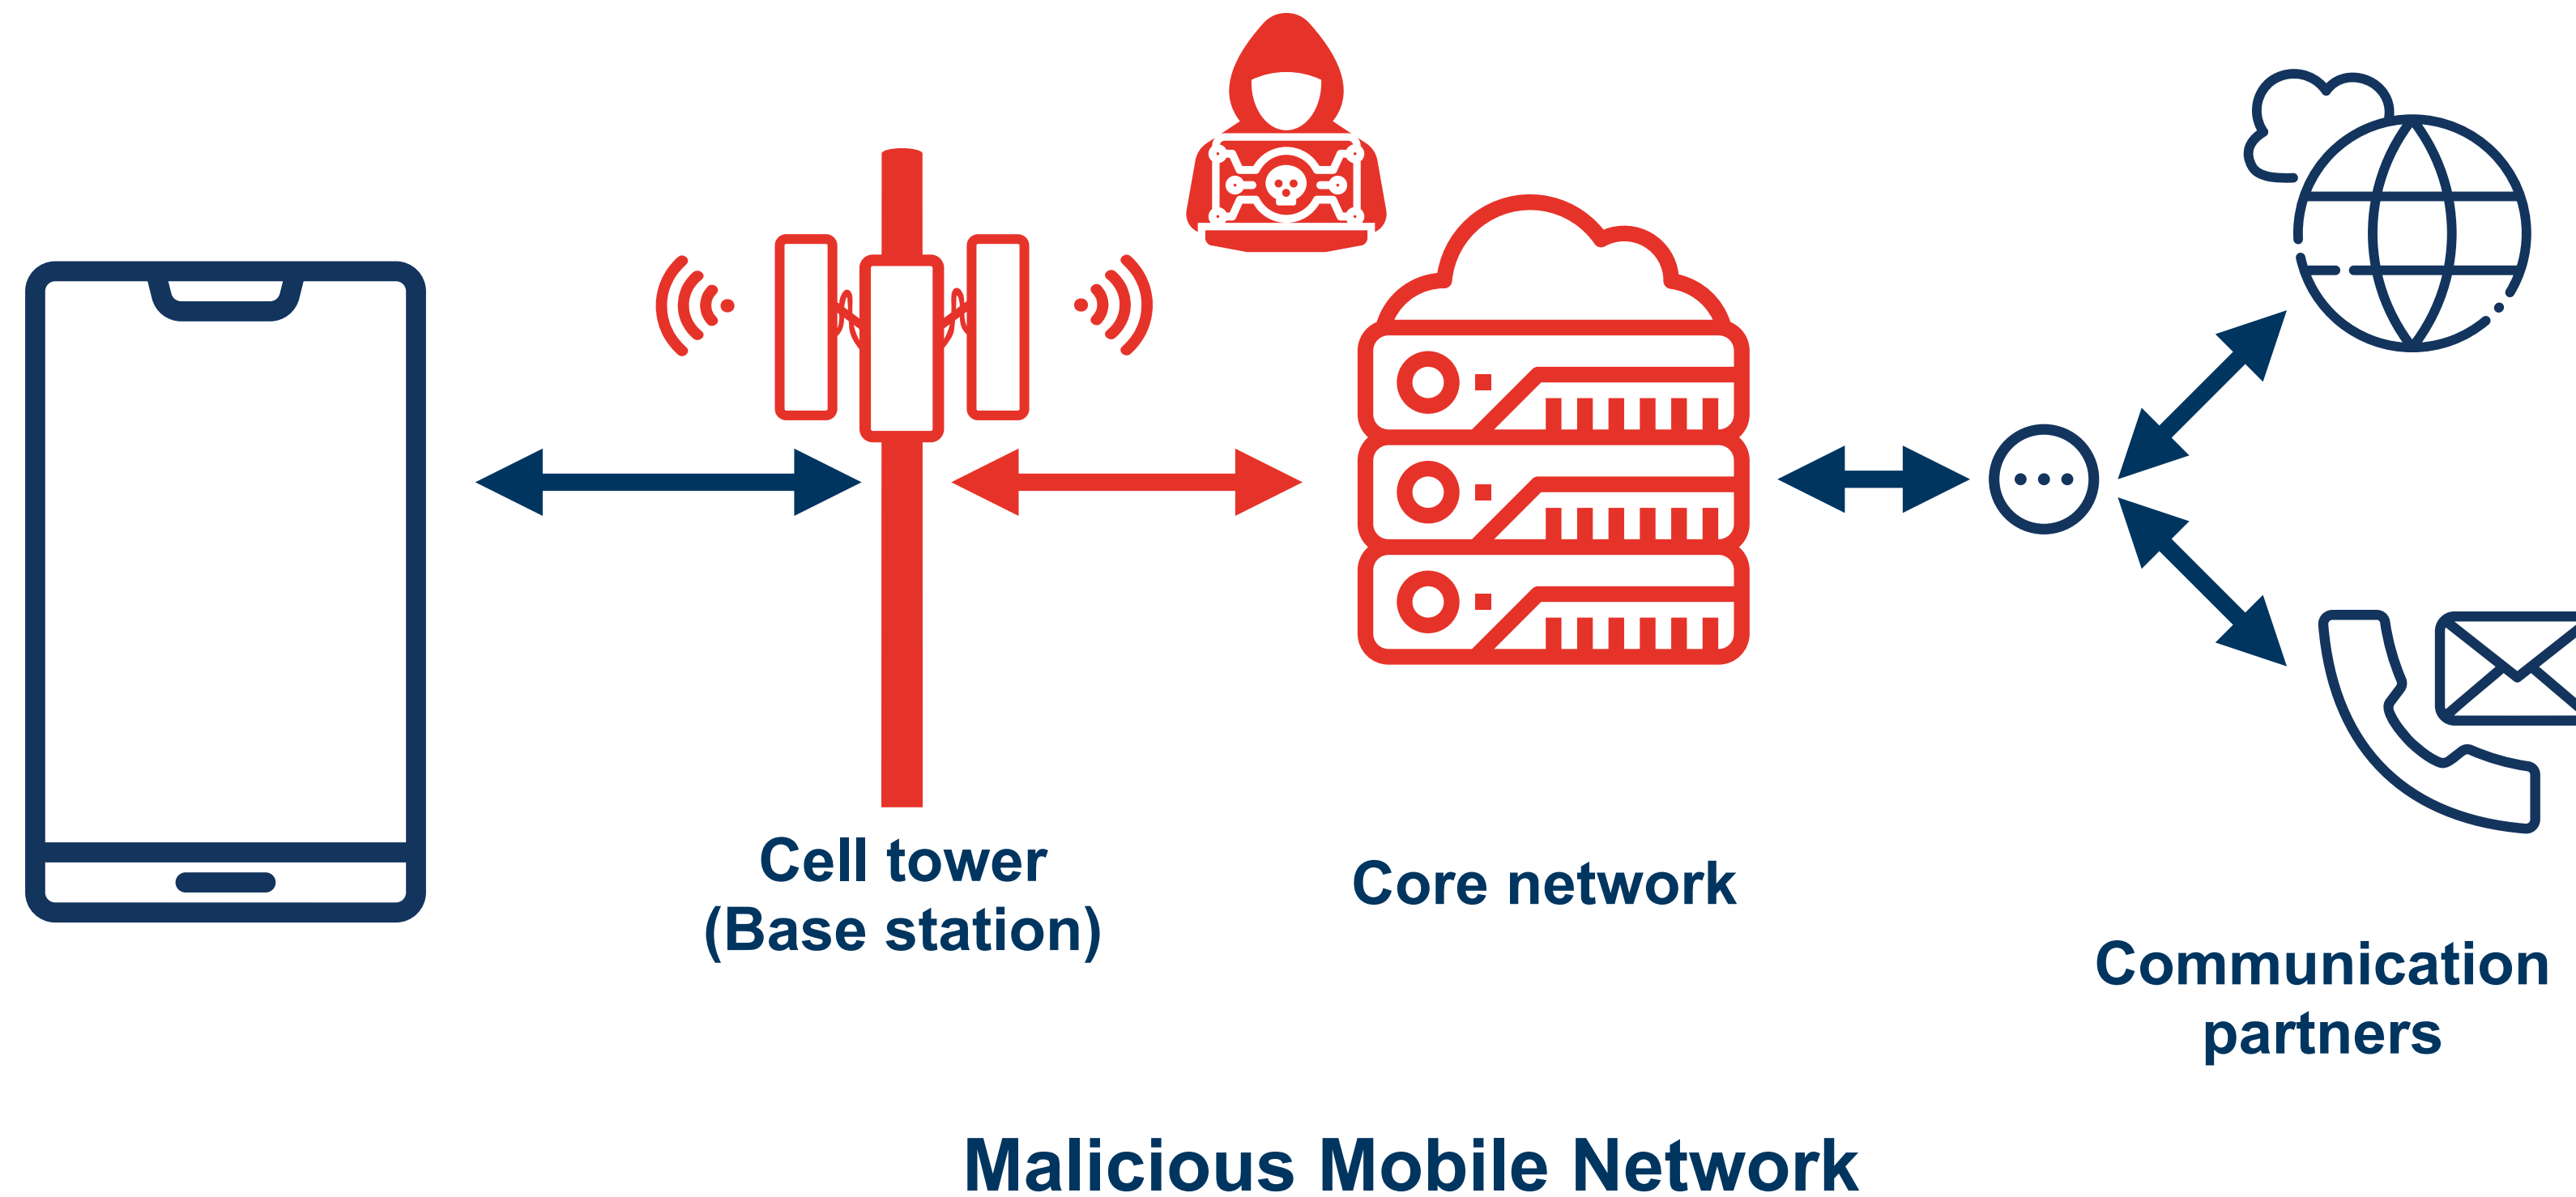 Cell tower
(Base station)
Core network
Communication
partners
Malicious Mobile Network